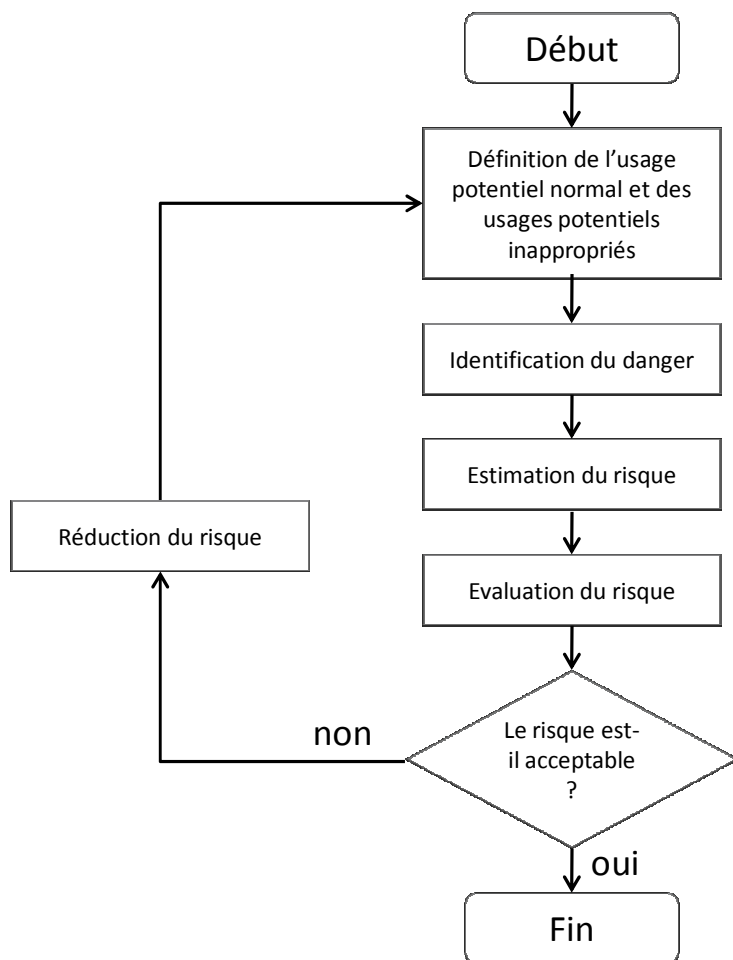 Début
Définition de l'usage
potentiel normal et des
usages potentiels
inappropriés
Identification du danger
Estimation du risque
Réduction du risque
Evaluation du risque
non
Le risque est-
il acceptable
?
oui
Fin